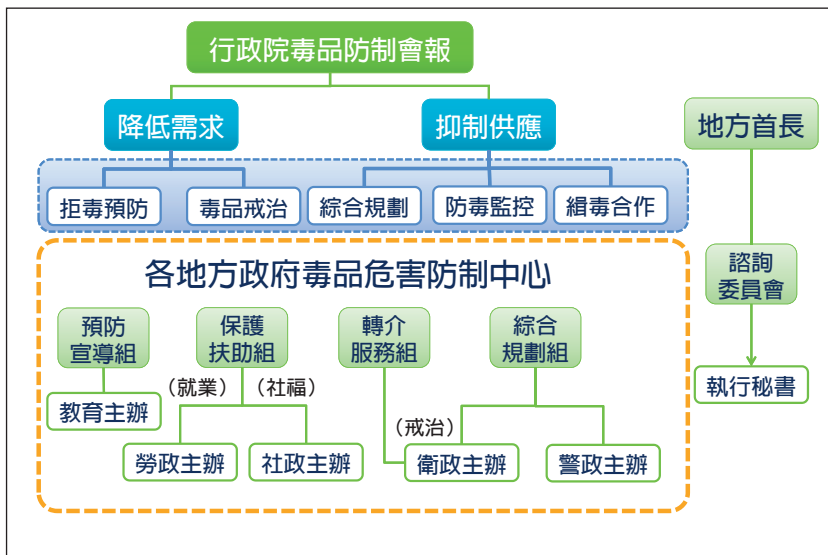 行政院毒品防制會報
降低需求
抑制供應
地方首長
拒毒預防
毒品戒治
綜合規劃
防毒監控
緝毒合作
各地方政府毒品危害防制中心
諮詢
委員會
預防
宣導組
保護
扶助組
轉介
服務組
綜合
規劃組
執行秘書
(就業)
(社福)
教育主辦
(戒治)
勞政主辦
社政主辦
衛政主辦
警政主辦